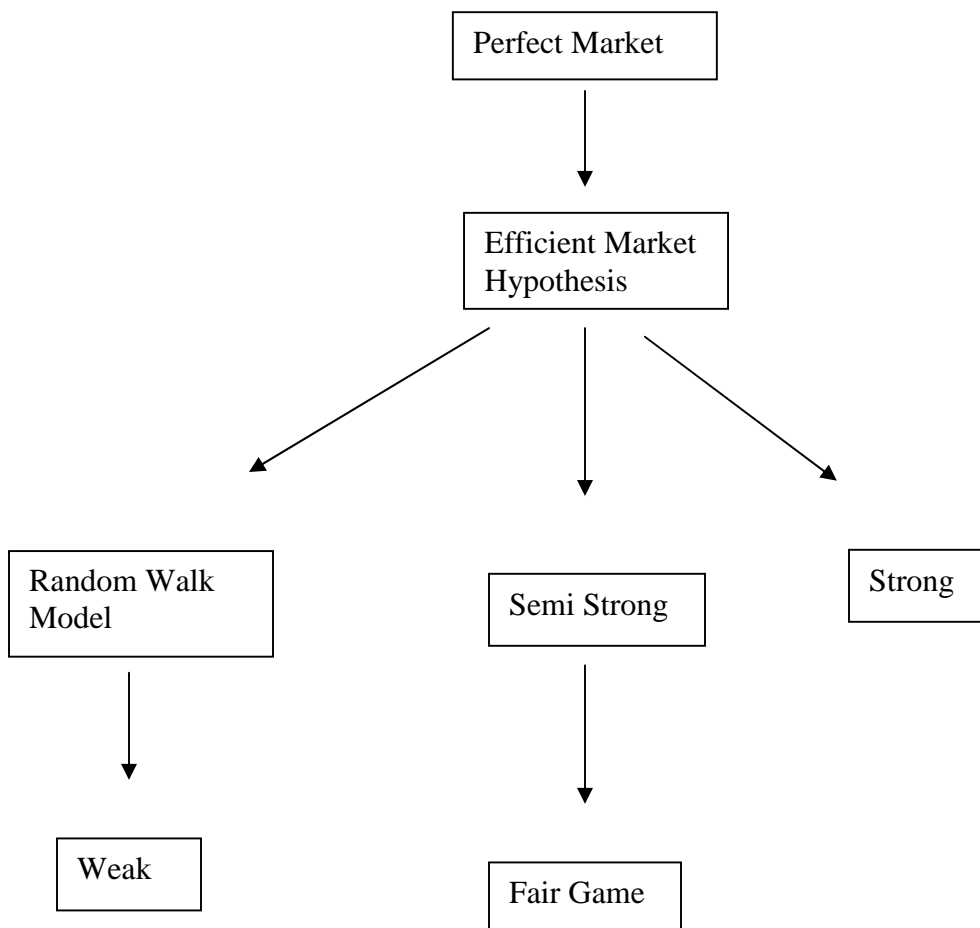 Perfect Market
Efficient Market
Hypothesis
Random Walk
Model
Semi Strong
Strong
Weak
Fair Game